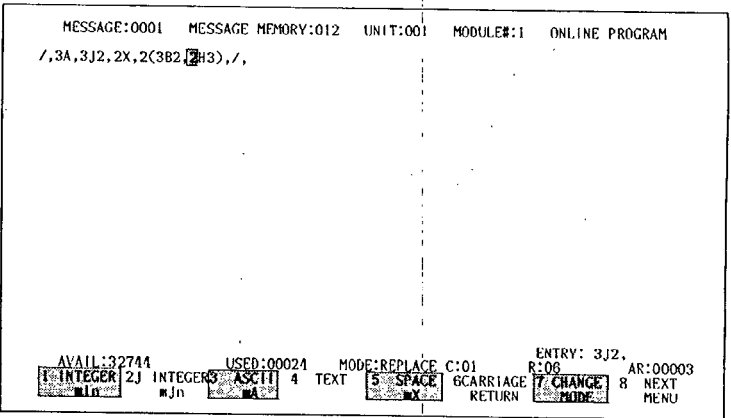 MESSAGE:0001 MESSAGE MEMORY:012 UNIT:001 MODULE#:1 ONLINE PROGRAM
/,3A,3J2,2X,2(3B2,2H3),/,
ENTRY: 3J2,
AVAIL:32744 USED:00024 MODE:REPLACE C:01 R:06 AR:00003
1 INTEGER 2J INTEGER3 ASCII 4 TEXT 5 SPACE 6CARRIAGE 7 CHANGE 8 NEXT
mIn mJn mA mX RETURN MODE MENU